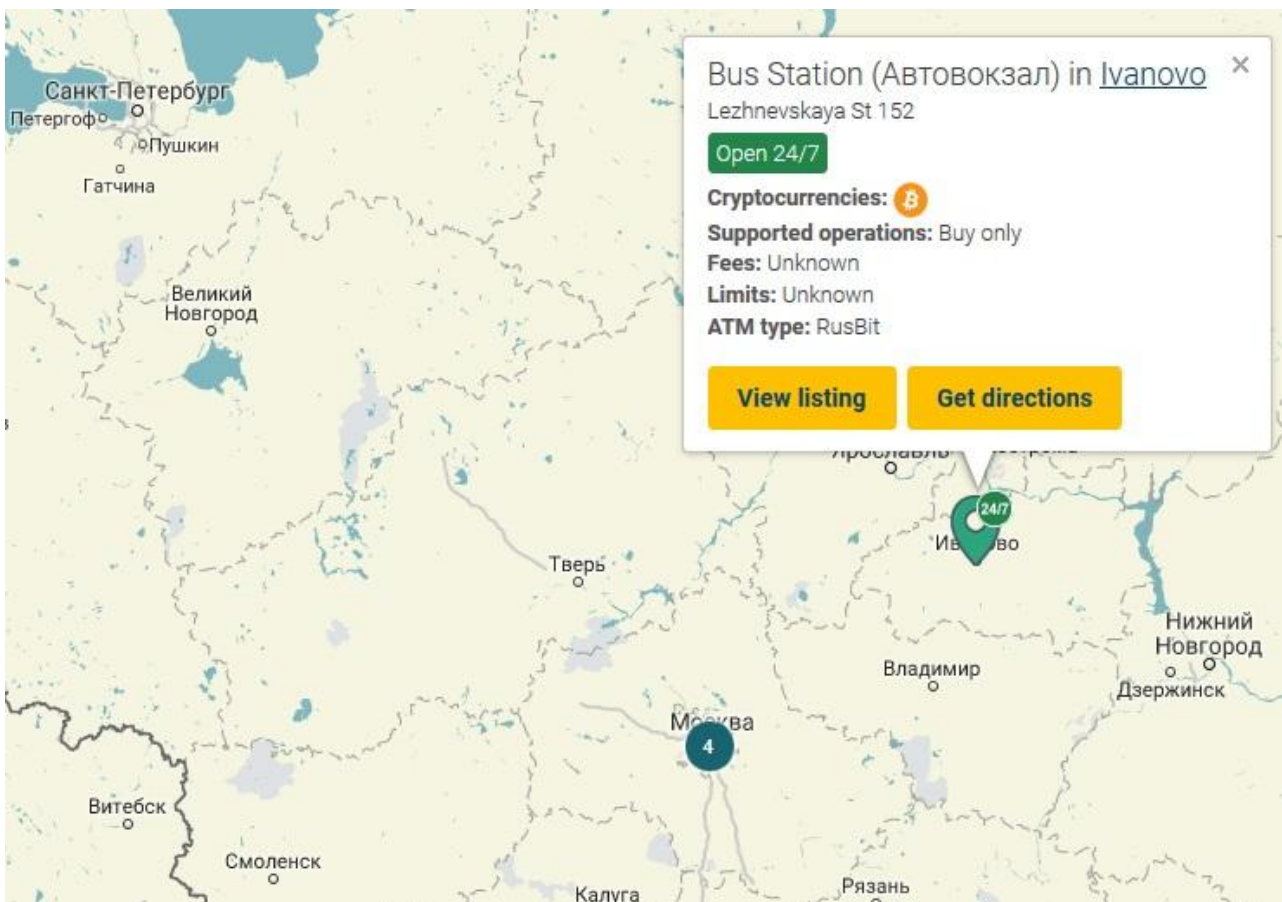 Bus Station (Автовокзал) in Ivanovo ×
Lezhnevskaya St 152
Open 24/7
Cryptocurrencies:
Supported operations: Buy only
Fees: Unknown
Limits: Unknown
ATM type: RusBit
View listing Get directions
Санкт-Петербург
Петергоф
Пушкин
Гатчина
Великий
Новгород
24/7
Тверь
Нижний
Новгород
Владимир
Дзержинск
Москва
4
Витебск
Смоленск
Калуга
Рязань